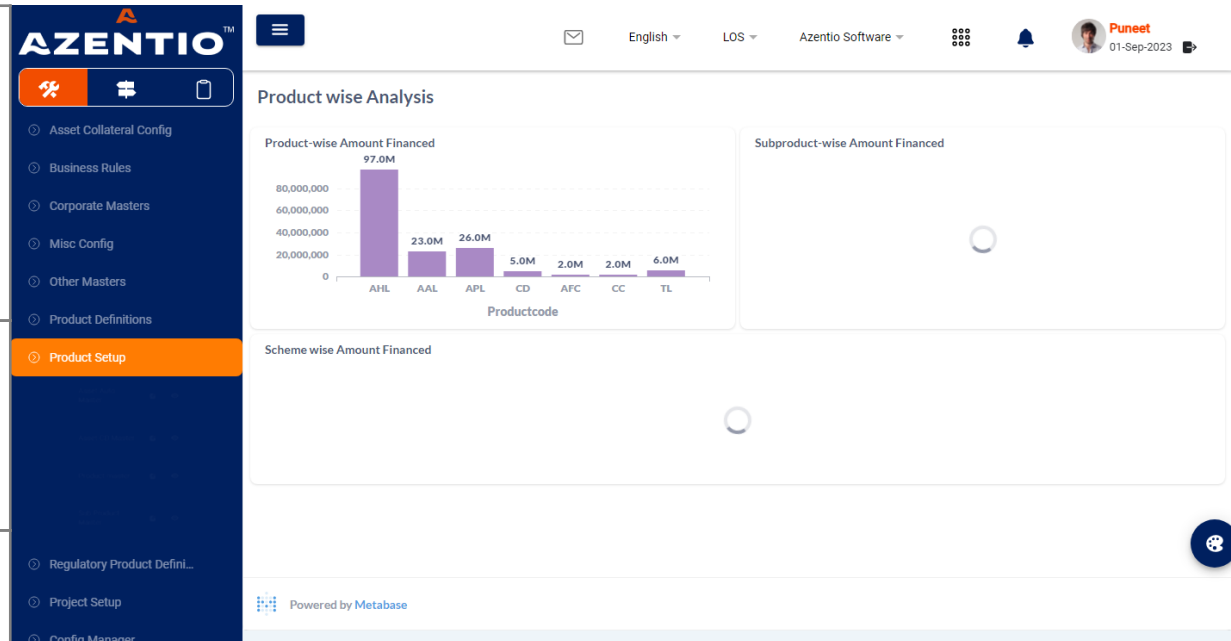 AZENTIO™
English
LOS
Azentio Software
Puneet
01-Sep-2023
Asset Collateral Config
Business Rules
Corporate Masters
Misc Config
Other Masters
Product Definitions
Product Setup
Regulatory Product Defini...
Project Setup
Config Manager
Product wise Analysis
Product-wise Amount Financed
97.0M
80,000,000
60,000,000
40,000,000
23.0M 26.0M
20,000,000
5.0M 2.0M 2.0M 6.0M
0
AHL AAL APL CD AFC CC TL
Productcode
Subproduct-wise Amount Financed
Scheme wise Amount Financed
Powered by Metabase